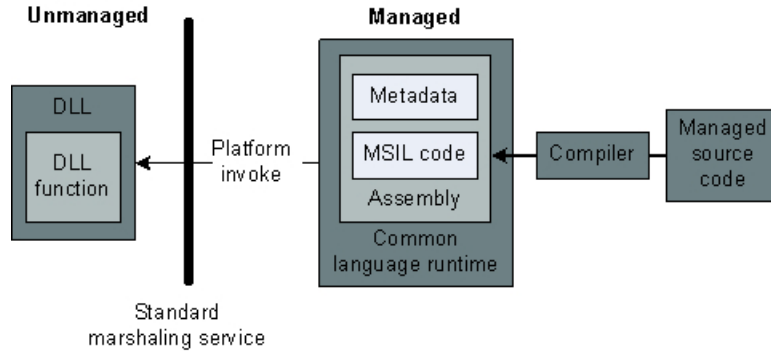 Unmanaged
Managed
DLL
DLL
function
Platform
invoke
Metadata
MSIL code
Assembly
Common
language runtime
Compiler
Managed
source
code
Standard
marshaling service